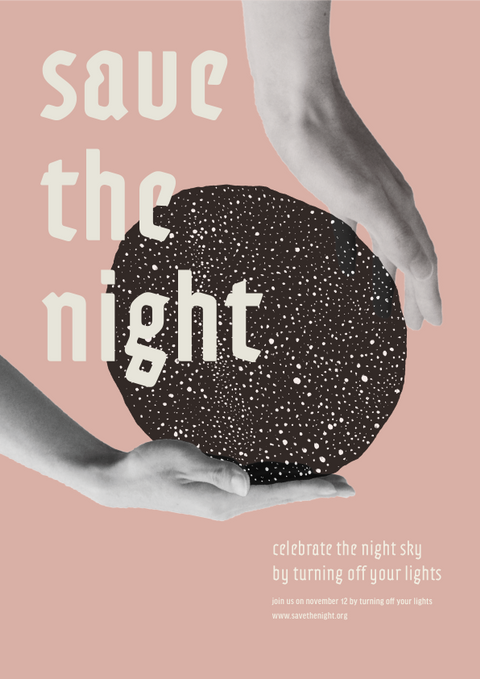 save
the
night
celebrate the night sky
by turning off your lights
join us on november 12 by turning off your lights
www.savethenight.org